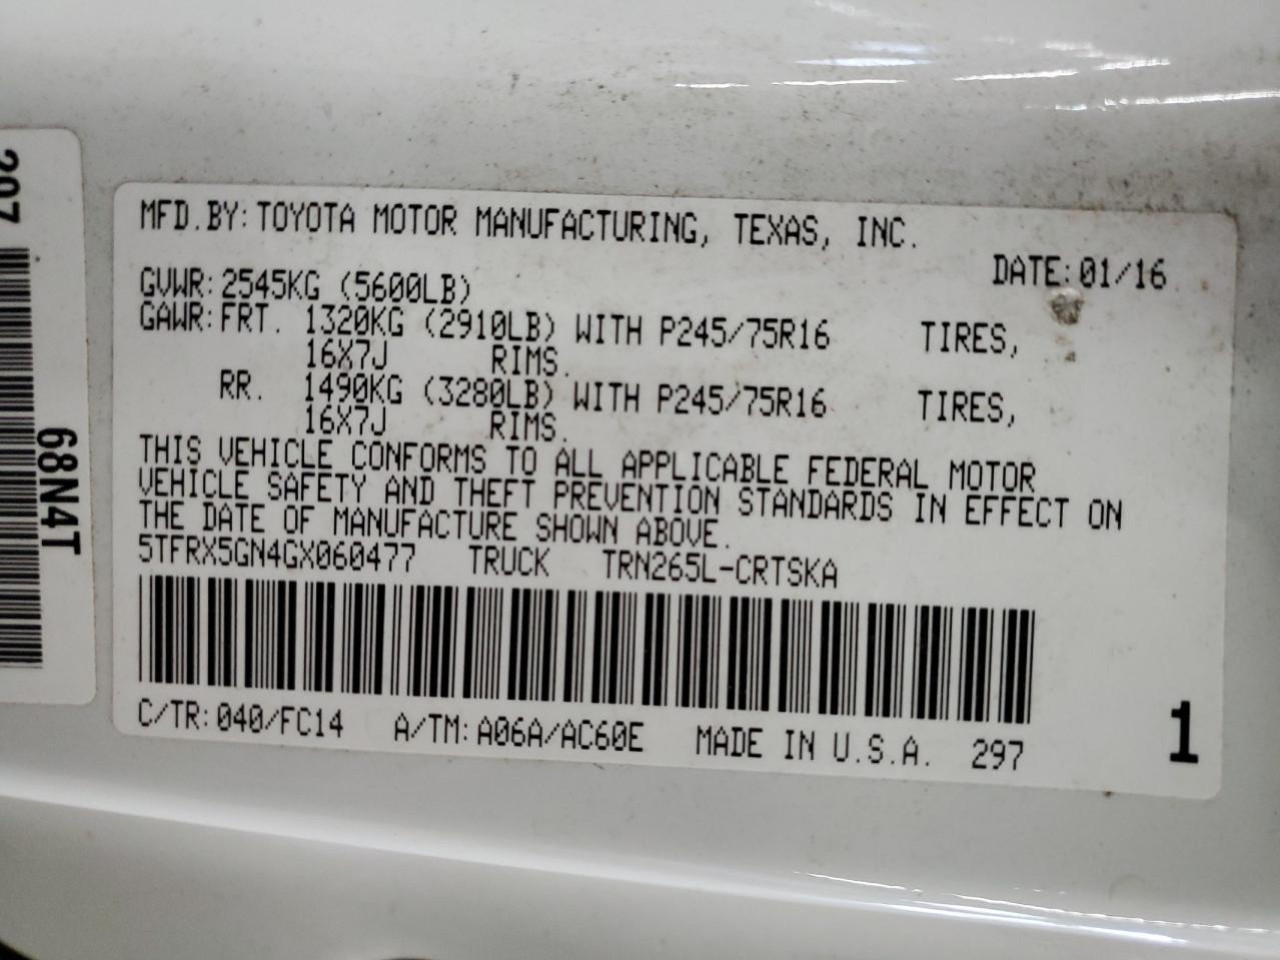 MFD.BY:TOYOTA MOTOR MANUFACTURING, TEXAS, INC.
DATE:01/16
GVWR:2545KG (5600LB)
GAWR:FRT. 1320KG (2910LB) WITH P245/75R16 TIRES,
16X7J RIMS.
RR. 1490KG (3280LB) WITH P245/75R16 TIRES,
16X7J RIMS.
THIS VEHICLE CONFORMS TO ALL APPLICABLE FEDERAL MOTOR
VEHICLE SAFETY AND THEFT PREVENTION STANDARDS IN EFFECT ON
THE DATE OF MANUFACTURE SHOWN ABOVE.
5TFRX5GN4GX060477 TRUCK TRN265L-CRTSKA
C/TR:040/FC14 A/TM:A06A/AC60E MADE IN U.S.A. 297
1
297
68N4T